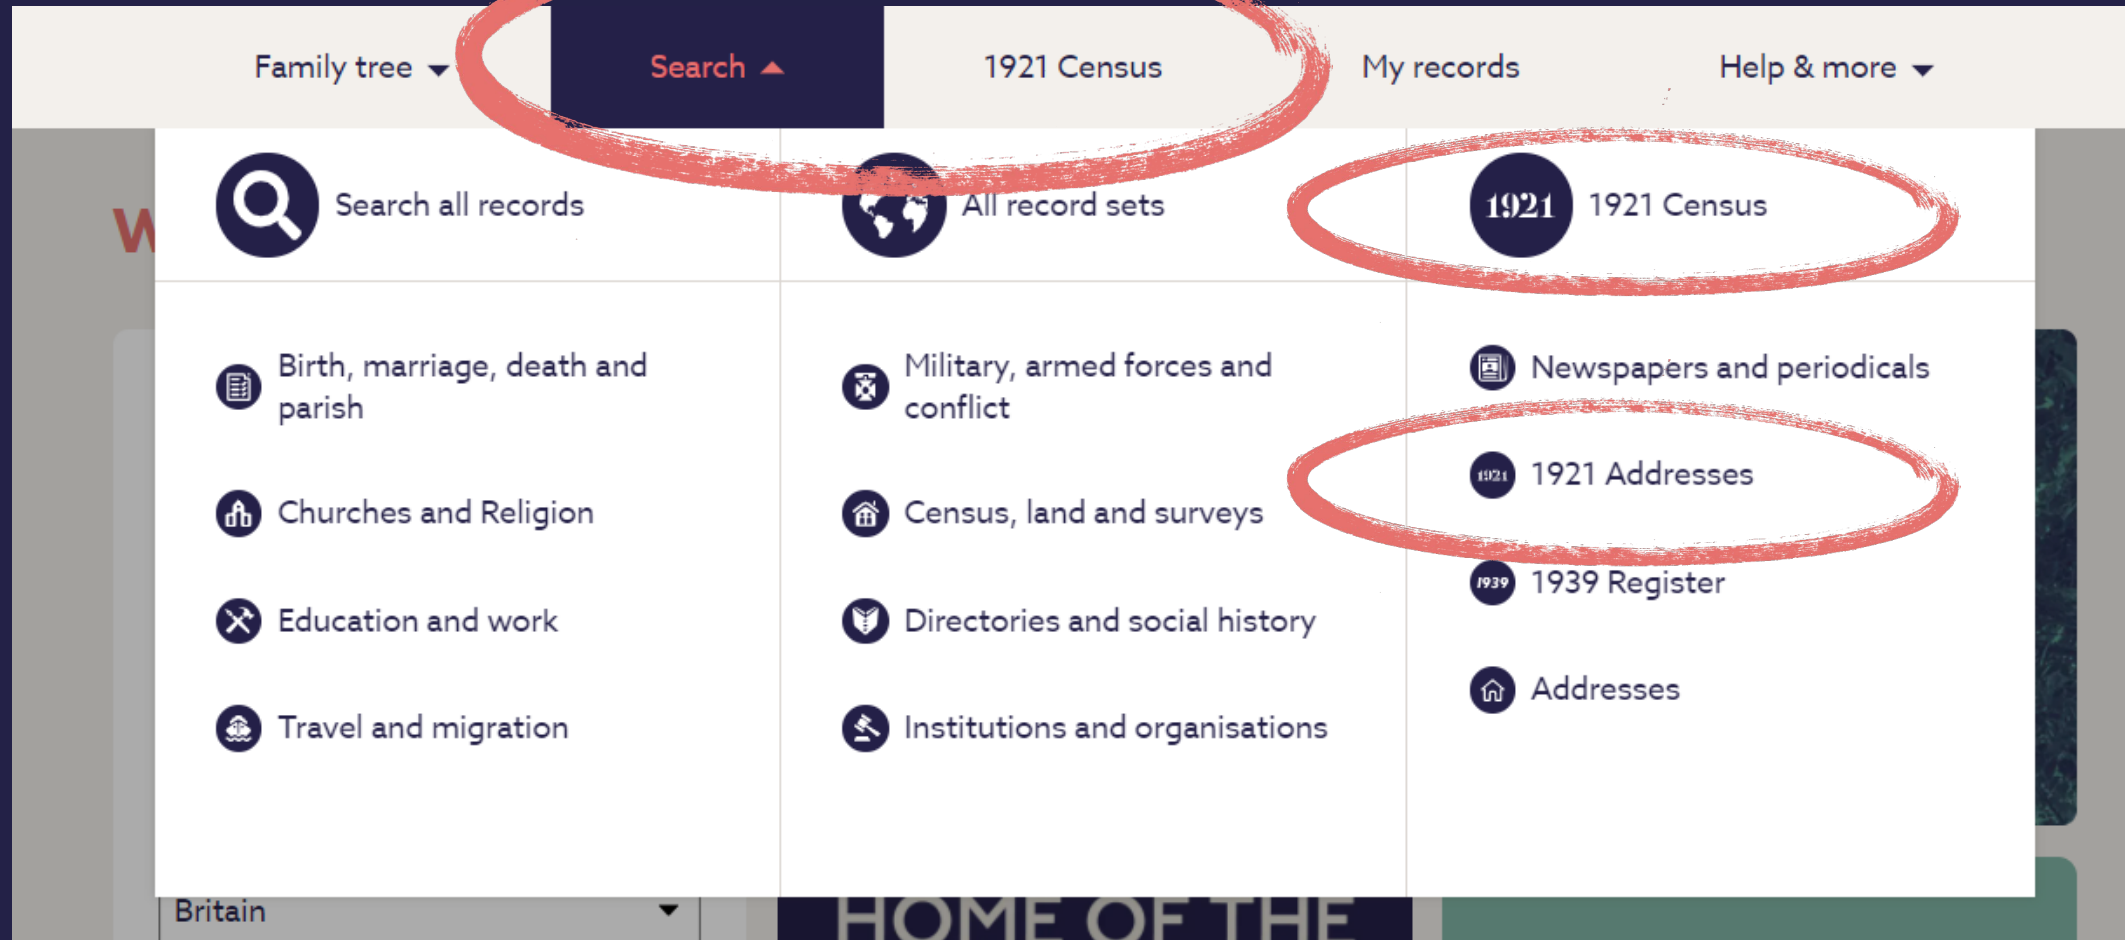 Family tree
Search
1921 Census
My records
Help & more
W
Search all records
All record sets
1921
1921 Census
Birth, marriage, death and
parish
Churches and Religion
Education and work
Travel and migration
Military, armed forces and
conflict
Census, land and surveys
Directories and social history
Institutions and organisations
Newspapers and periodicals
1921
1921 Addresses
1939
1939 Register
Addresses
Britain
HOME OF THE